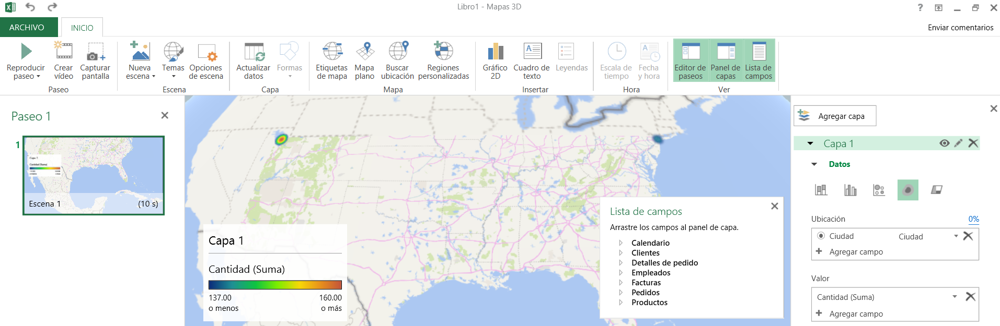 Libro1 - Mapas 3D
?
ARCHIVO
INICIO
Enviar comentarios
Reproducir
paseo
Crear
vídeo
Capturar
pantalla
Paseo
Nueva
escena
Temas
Opciones
de escena
Escena
Actualizar
datos
Formas
Capa
Etiquetas
de mapa
Mapa
plano
Buscar
ubicación
Regiones
personalizadas
Mapa
Gráfico
2D
Cuadro de
texto
Leyendas
Insertar
Escala de
tiempo
Fecha
y hora
Hora
Editor de
paseos
Panel de
capas
Lista de
campos
Ver
Paseo 1
1
Capa 1
Cantidad (Suma)
Escena 1 (10 s)
Capa 1
Cantidad (Suma)
137.00 160.00
o menos o más
Lista de campos
Arrastre los campos al panel de capa.
Calendario
Clientes
Detalles de pedido
Empleados
Facturas
Pedidos
Productos
Agregar capa
Capa 1
Datos
Ubicación 0%
Ciudad Ciudad
Agregar campo
Valor
Cantidad (Suma)
Agregar campo